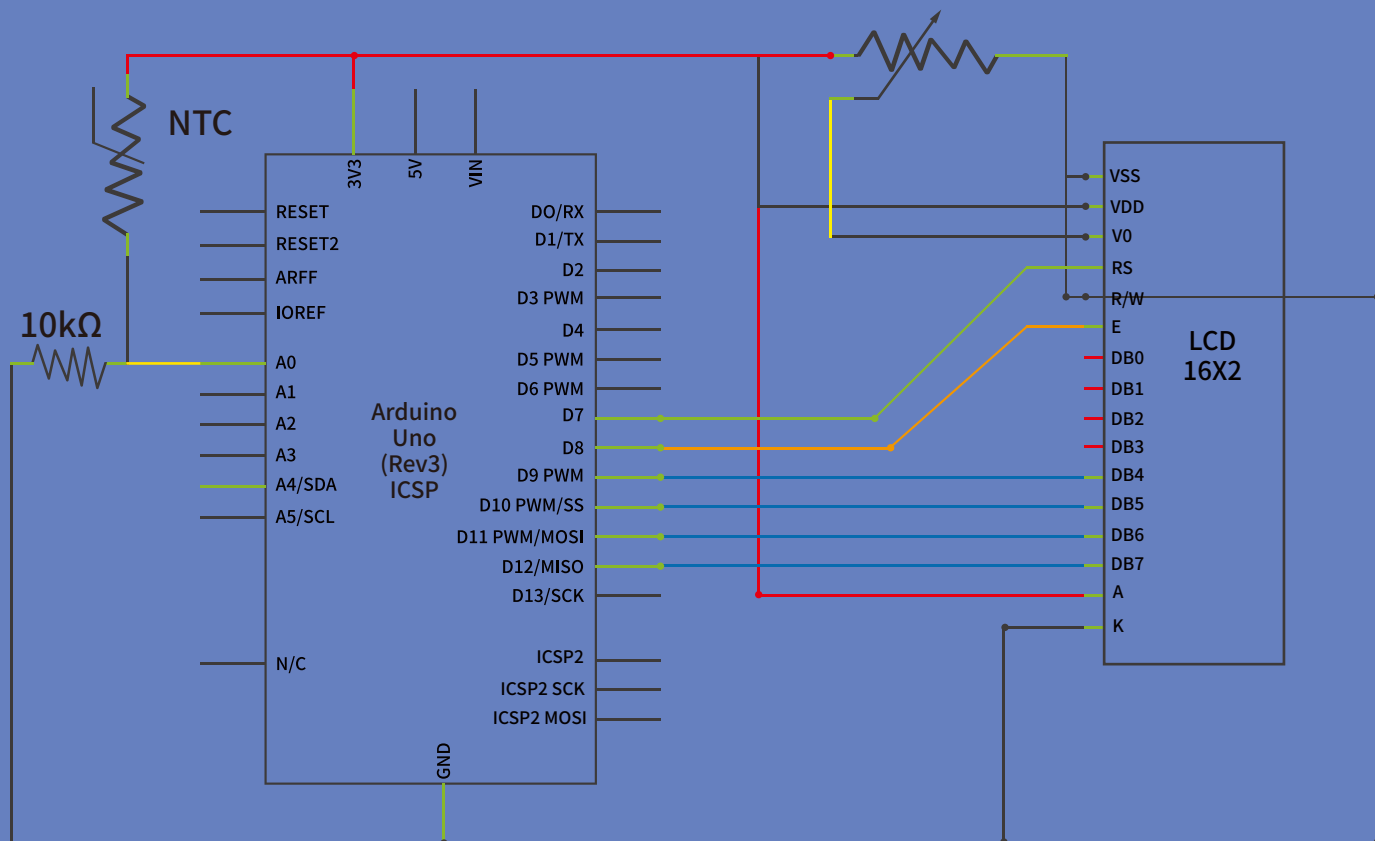 NTC
10kΩ
3V3
5V
VIN
RESET
RESET2
ARFF
IOREF
A0
A1
A2
A3
A4/SDA
A5/SCL
N/C
Arduino
Uno
(Rev3)
ICSP
DO/RX
D1/TX
D2
D3 PWM
D4
D5 PWM
D6 PWM
D7
D8
D9 PWM
D10 PWM/SS
D11 PWM/MOSI
D12/MISO
D13/SCK
ICSP2
ICSP2 SCK
ICSP2 MOSI
GND
VSS
VDD
V0
RS
R/W
E
DB0
DB1
DB2
DB3
DB4
DB5
DB6
DB7
A
K
LCD
16X2